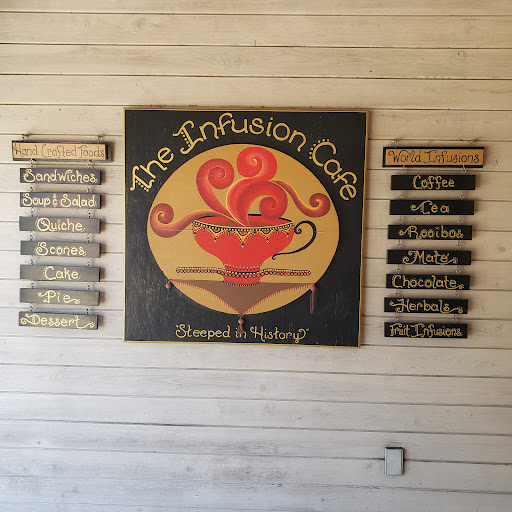 Hand Crafted Foods
Sandwiches
Soup & Salad
Quiche
Scones
Cake
Pie
Dessert
The Infusion Cafe
"Steeped in History"
World Infusions
Coffee
Tea
Rooibos
Maté
Chocolate
Herbals
Fruit Infusions